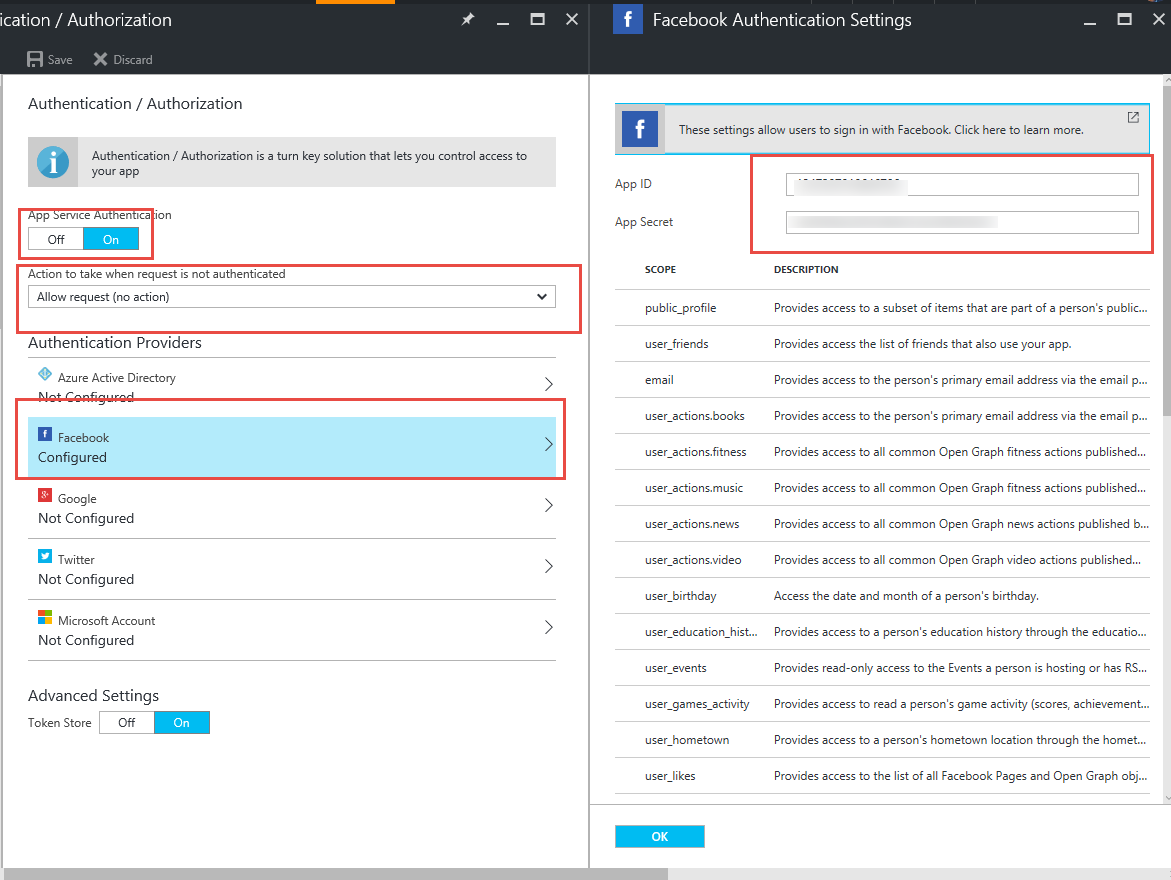 ication / Authorization
Save
Discard
Authentication / Authorization
Authentication / Authorization is a turn key solution that lets you control access to
your app
App Service Authentication
Off
On
Action to take when request is not authenticated
Allow request (no action)
Authentication Providers
Azure Active Directory
Not Configured
Facebook
Configured
Google
Not Configured
Twitter
Not Configured
Microsoft Account
Not Configured
Advanced Settings
Token Store
Off
On
Facebook Authentication Settings
These settings allow users to sign in with Facebook. Click here to learn more.
App ID
App Secret
SCOPE DESCRIPTION
public_profile Provides access to a subset of items that are part of a person's public...
user_friends Provides access the list of friends that also use your app.
email Provides access to the person's primary email address via the email p...
user_actions.books Provides access to the person's primary email address via the email p...
user_actions.fitness Provides access to all common Open Graph fitness actions published...
user_actions.music Provides access to all common Open Graph fitness actions published...
user_actions.news Provides access to all common Open Graph news actions published b...
user_actions.video Provides access to all common Open Graph video actions published...
user_birthday Access the date and month of a person's birthday.
user_education_hist... Provides access to a person's education history through the educatio...
user_events Provides read-only access to the Events a person is hosting or has RS...
user_games_activity Provides access to read a person's game activity (scores, achievement...
user_hometown Provides access to a person's hometown location through the homet...
user_likes Provides access to the list of all Facebook Pages and Open Graph obj...
OK